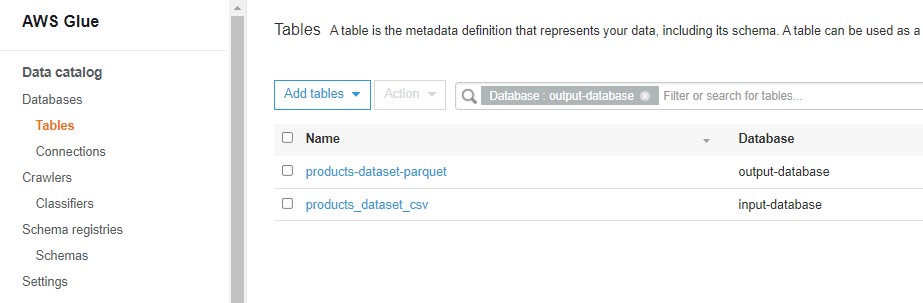 AWS Glue
Data catalog
Databases
Tables
Connections
Crawlers
Classifiers
Schema registries
Schemas
Settings
Tables A table is the metadata definition that represents your data, including its schema. A table can be used as a
Add tables Action Database : output-database Filter or search for tables...
Name Database
products-dataset-parquet output-database
products_dataset_csv input-database